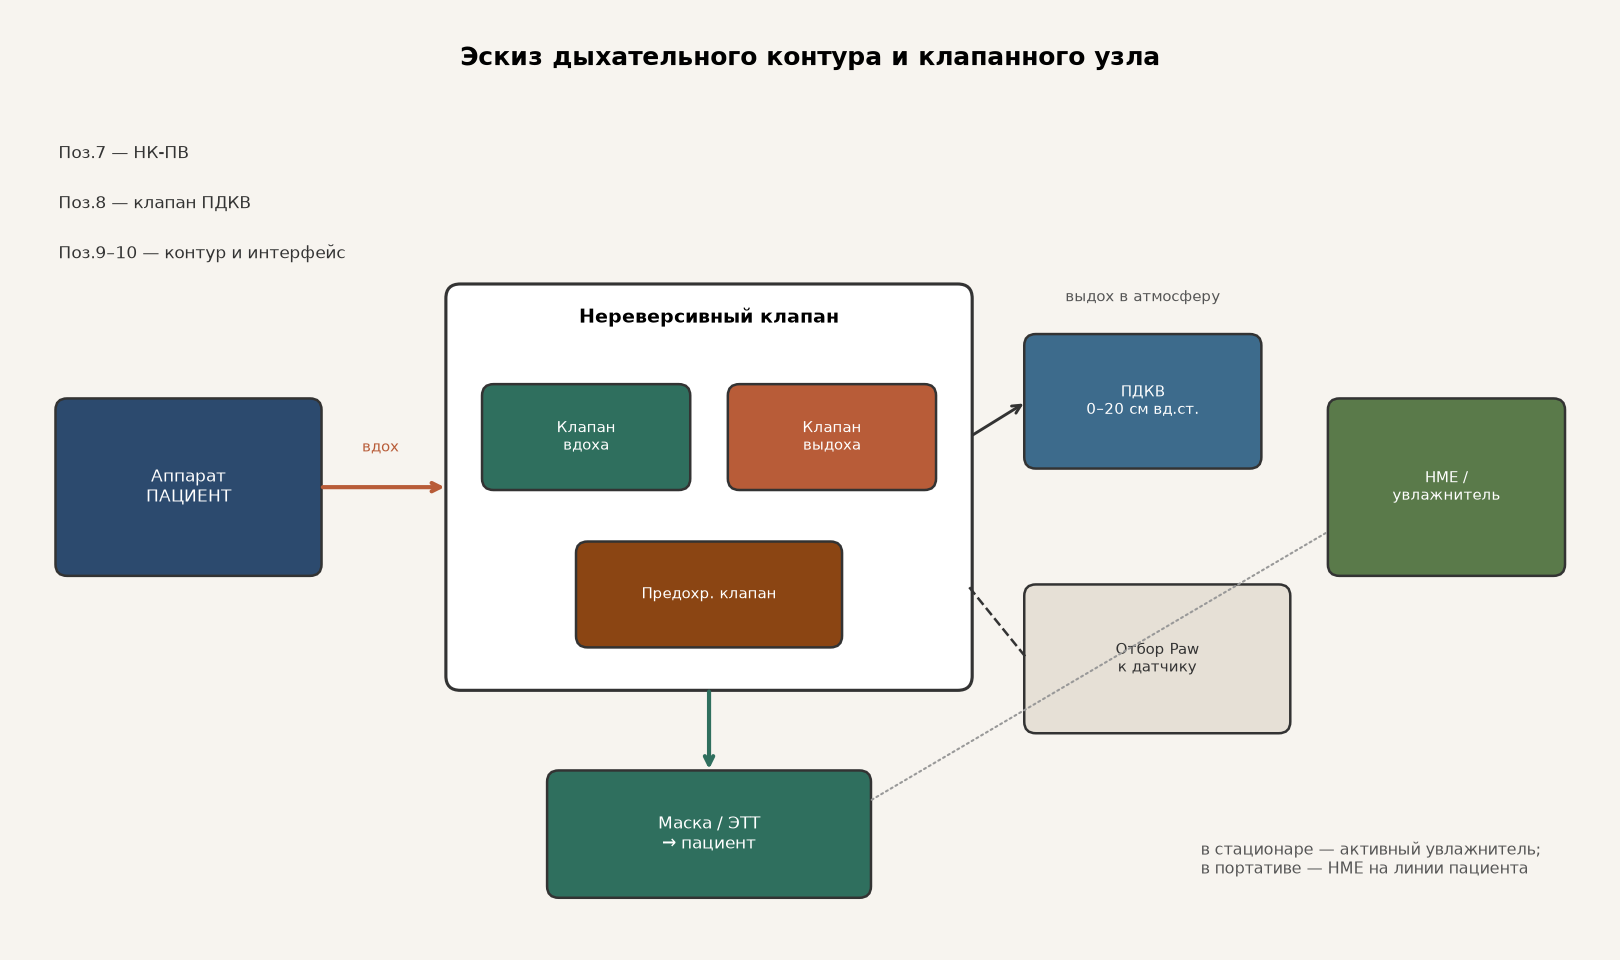 Эскиз дыхательного контура и клапанного узла
Поз.7 — НК-ПВ
Поз.8 — клапан ПДКВ
Поз.9–10 — контур и интерфейс
Нереверсивный клапан
выдох в атмосферу
Клапан
вдоха
Клапан
выдоха
ПДКВ
0–20 см вд.ст.
вдох
Аппарат
ПАЦИЕНТ
НМЕ /
увлажнитель
Предохр. клапан
Отбор Paw
к датчику
Маска / ЭТТ
→ пациент
в стационаре — активный увлажнитель;
в портативе — НМЕ на линии пациента